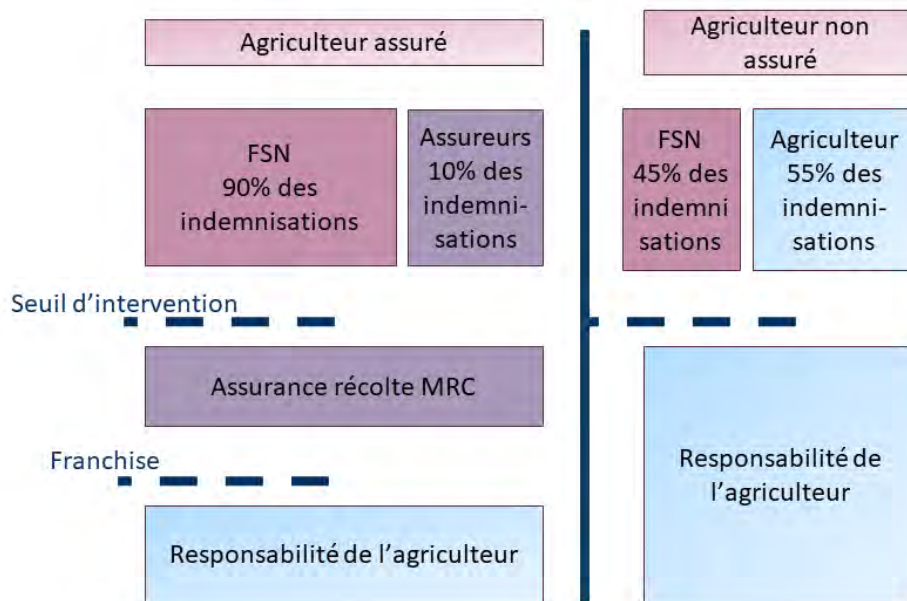 Agriculteur assuré
Agriculteur non
assuré
FSN
90% des
indemnisations
Assureurs
10% des
indemni-
sations
FSN
45% des
indemni
sations
Agriculteur
55% des
indemni-
sations
Seuil d’intervention
Assurance récolte MRC
Franchise
Responsabilité de l’agriculteur
Responsabilité de
l’agriculteur